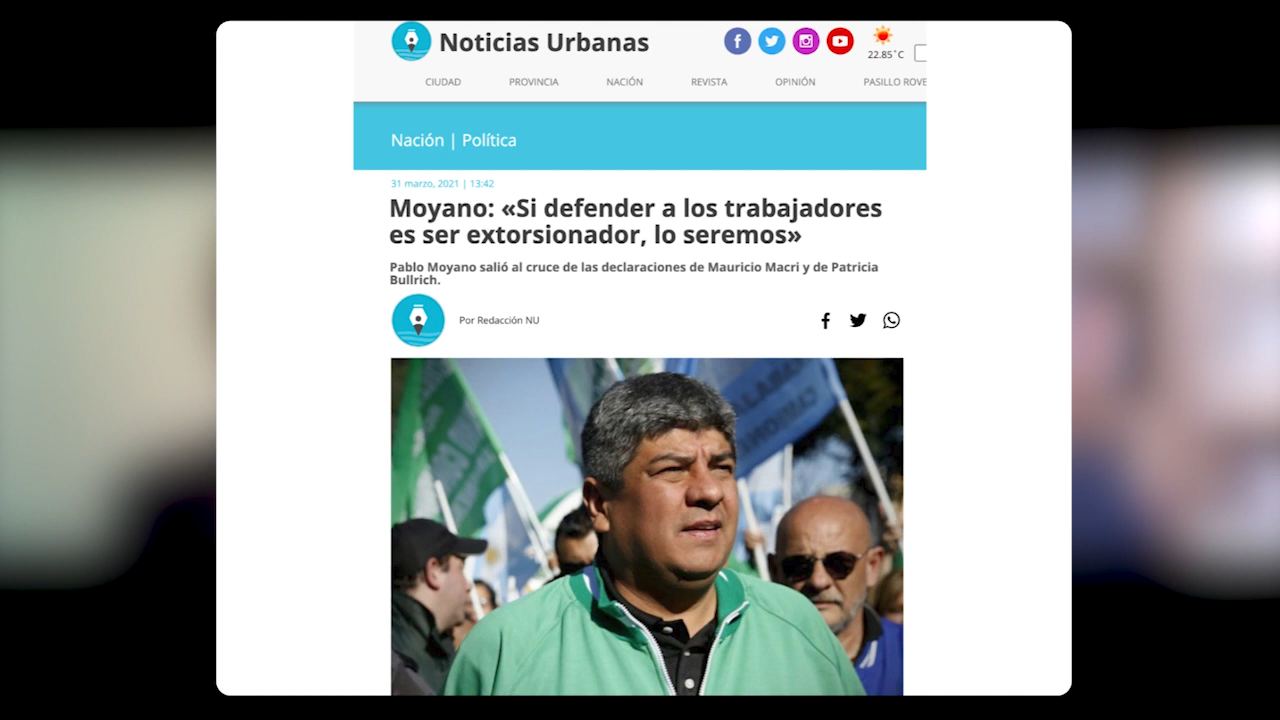 Noticias Urbanas
22.85˚C
CIUDAD PROVINCIA NACIÓN REVISTA OPINIÓN PASILLO ROVE
Nación | Política
31 marzo, 2021 | 13:42
Moyano: «Si defender a los trabajadores
es ser extorsionador, lo seremos»
Pablo Moyano salió al cruce de las declaraciones de Mauricio Macri y de Patricia
Bullrich.
Por Redacción NU